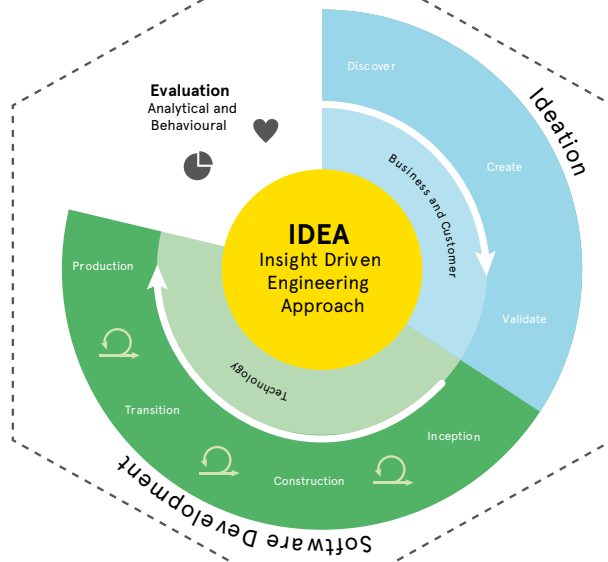 Evaluation
Analytical and
Behavioural
Discover
Ideation
Create
Business and Customer
Validate
IDEA
Insight Driven
Engineering
Approach
Production
Technology
Transition
Inception
Construction
Software Development